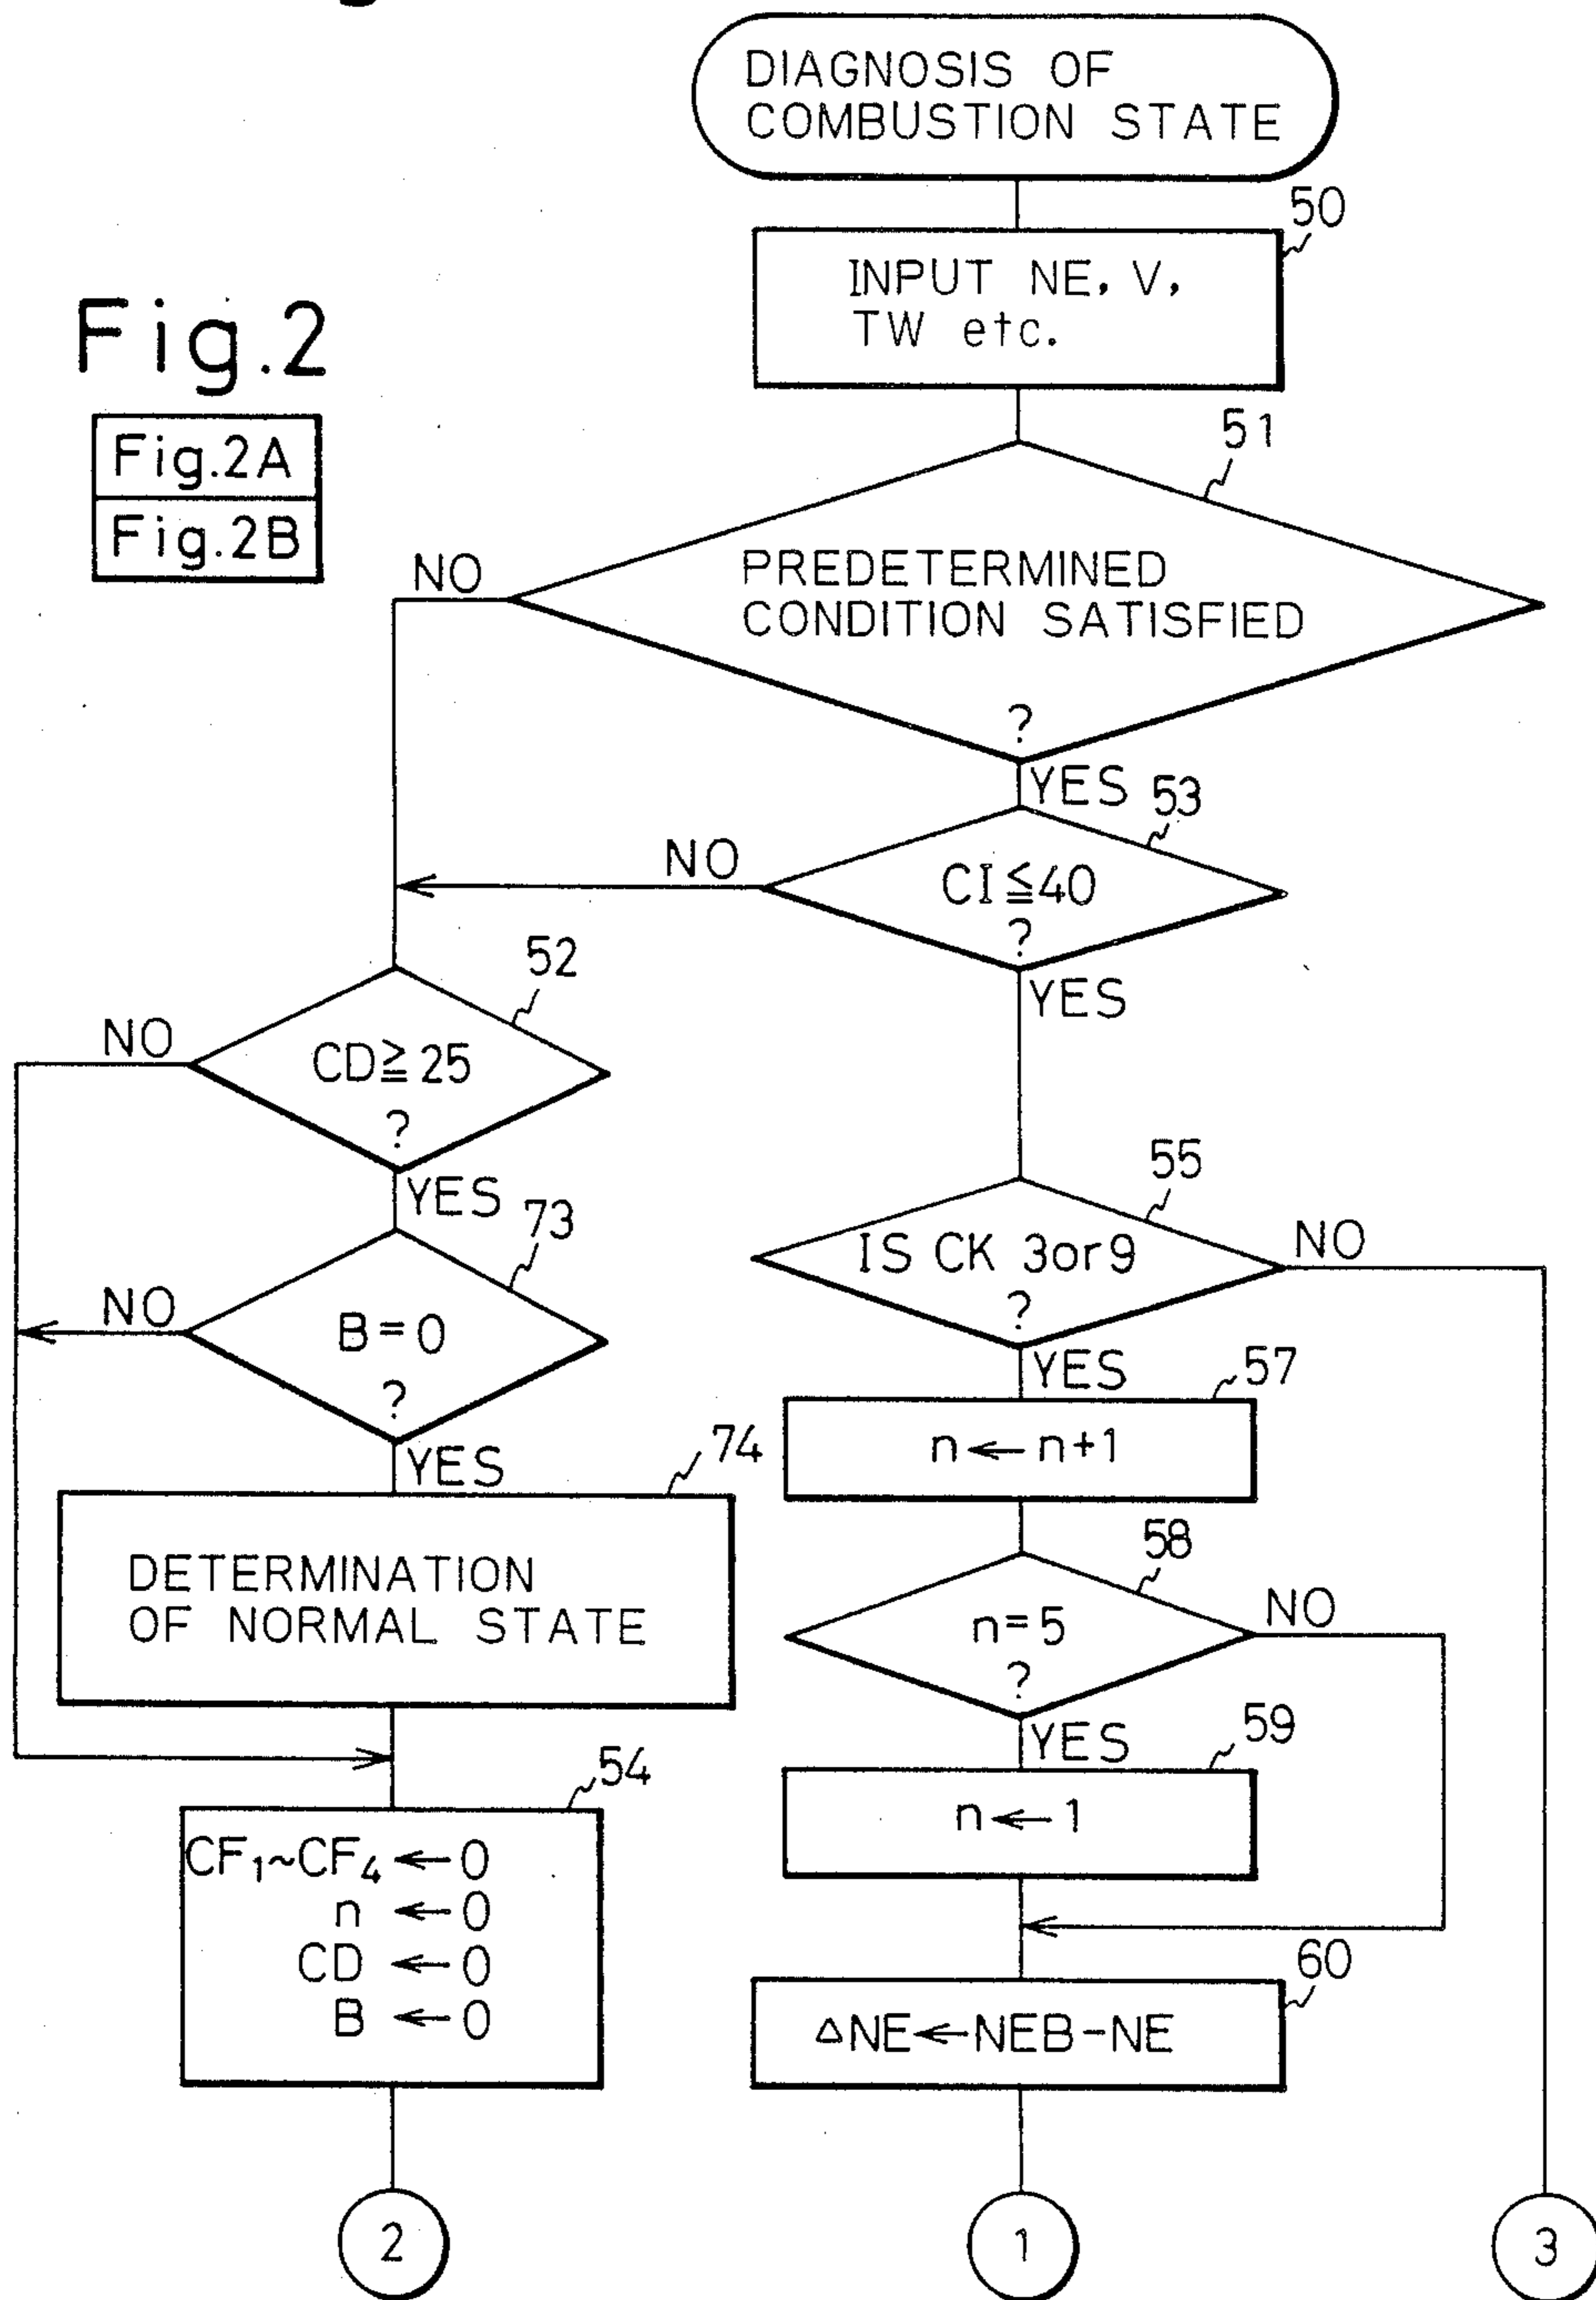 DIAGNOSIS OF
COMBUSTION STATE
50
INPUT NE, V,
TW etc.
Fig.2
Fig.2A
Fig.2B
51
NO
PREDETERMINED
CONDITION SATISFIED
?
YES
53
NO
CI≦40
?
YES
52
NO
CD≧25
?
YES
55
IS CK 3or9
?
NO
YES
73
NO
B=0
?
YES
57
n←n+1
74
DETERMINATION
OF NORMAL STATE
58
n=5
?
NO
YES
59
n←1
54
CF₁~CF₄←0
n←0
CD←0
B←0
60
△NE←NEB-NE
2
1
3